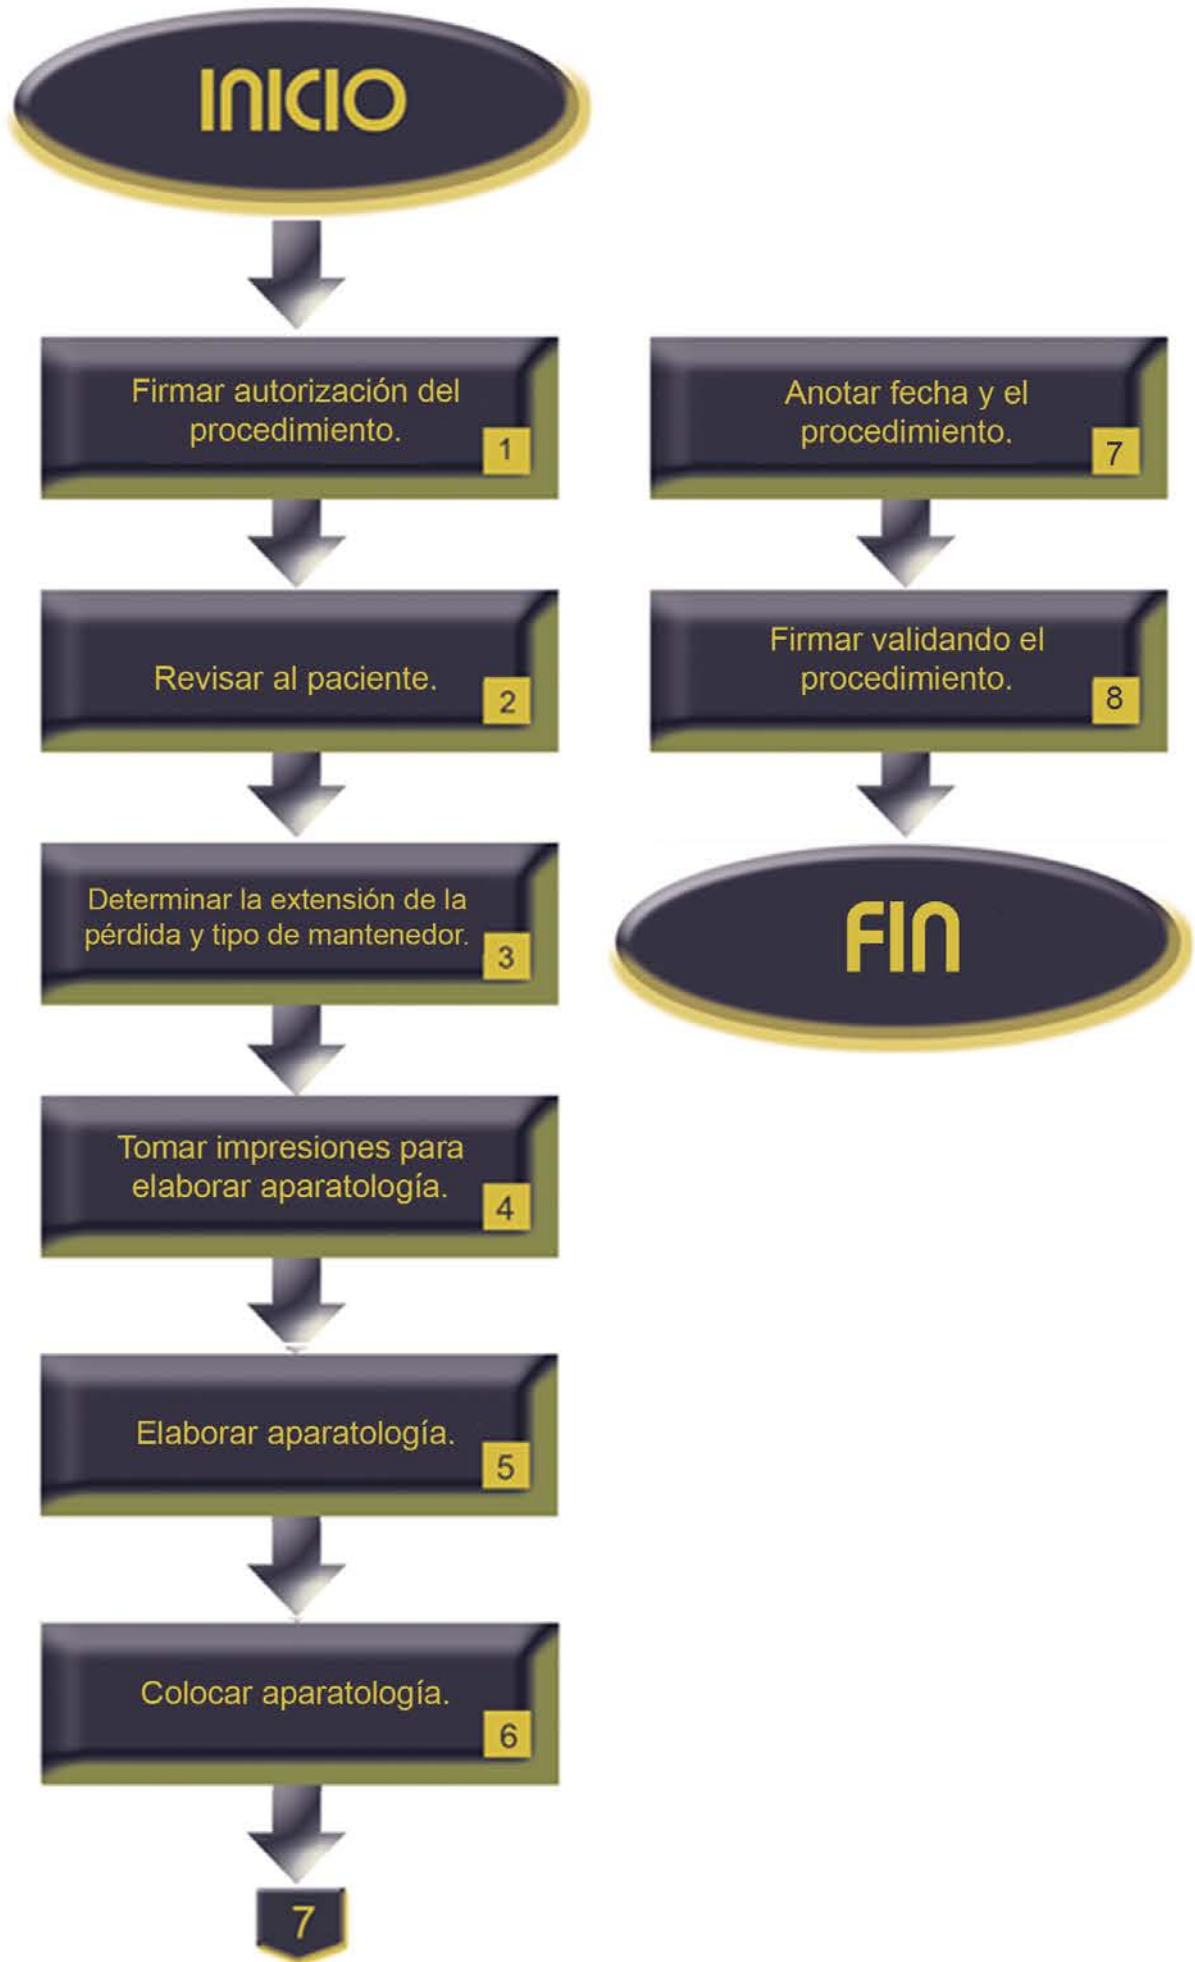 INICIO
Firmar autorización del
procedimiento.
1
Revisar al paciente.
2
Determinar la extensión de la
pérdida y tipo de mantenedor.
3
Tomar impresiones para
elaborar aparatología.
4
Elaborar aparatología.
5
Colocar aparatología.
6
7
Anotar fecha y el
procedimiento.
7
Firmar validando el
procedimiento.
8
FIN